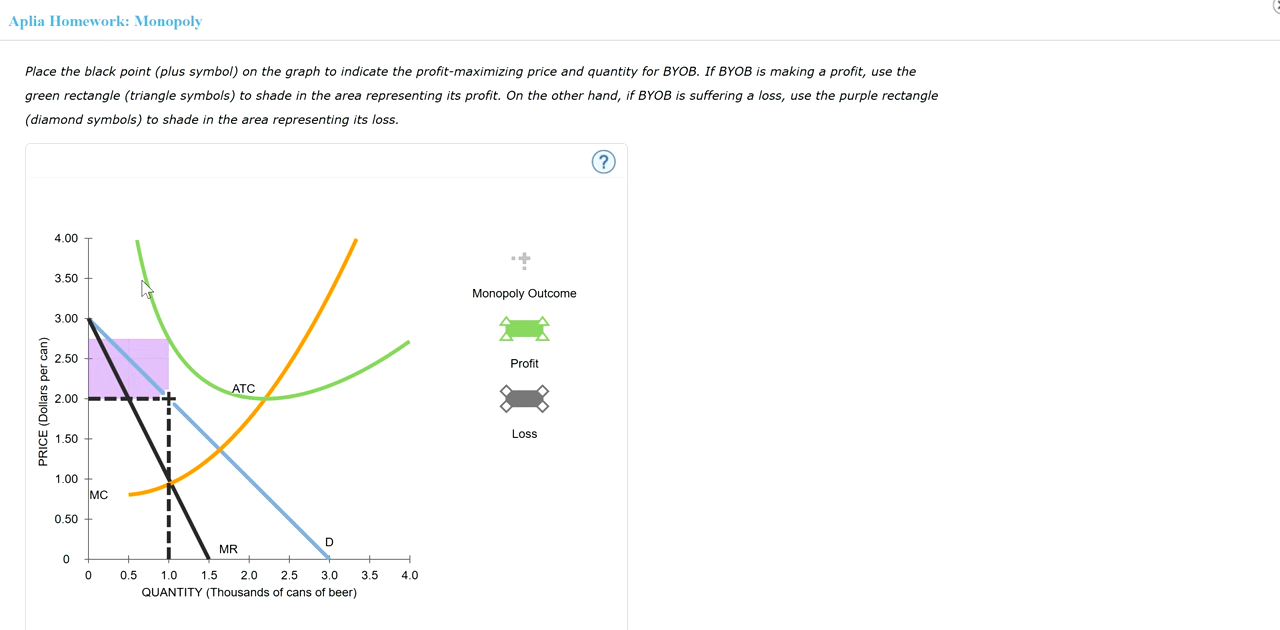 Aplia Homework: Monopoly
Place the black point (plus symbol) on the graph to indicate the profit-maximizing price and quantity for BYOB. If BYOB is making a profit, use the
green rectangle (triangle symbols) to shade in the area representing its profit. On the other hand, if BYOB is suffering a loss, use the purple rectangle
(diamond symbols) to shade in the area representing its loss.
?
4.00
3.50
3.00
2.50
2.00
1.50
1.00
0.50
0
PRICE (Dollars per can)
ATC
MC
MR
D
0 0.5 1.0 1.5 2.0 2.5 3.0 3.5 4.0
QUANTITY (Thousands of cans of beer)
Monopoly Outcome
Profit
Loss